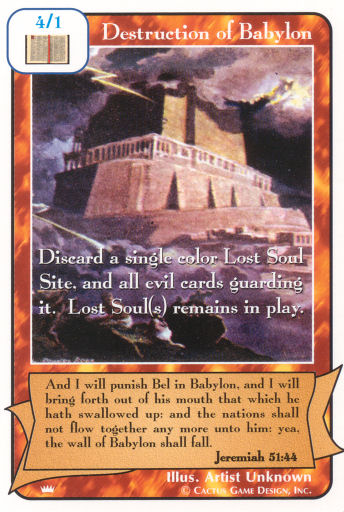 4/1
Destruction of Babylon
Discard a single color Lost Soul
Site, and all evil cards guarding
it. Lost Soul(s) remains in play.
And I will punish Bel in Babylon, and I will
bring forth out of his mouth that which he
hath swallowed up: and the nations shall
not flow together any more unto him: yea,
the wall of Babylon shall fall.
Jeremiah 51:44
Illus. Artist Unknown
© Cactus Game Design, Inc.